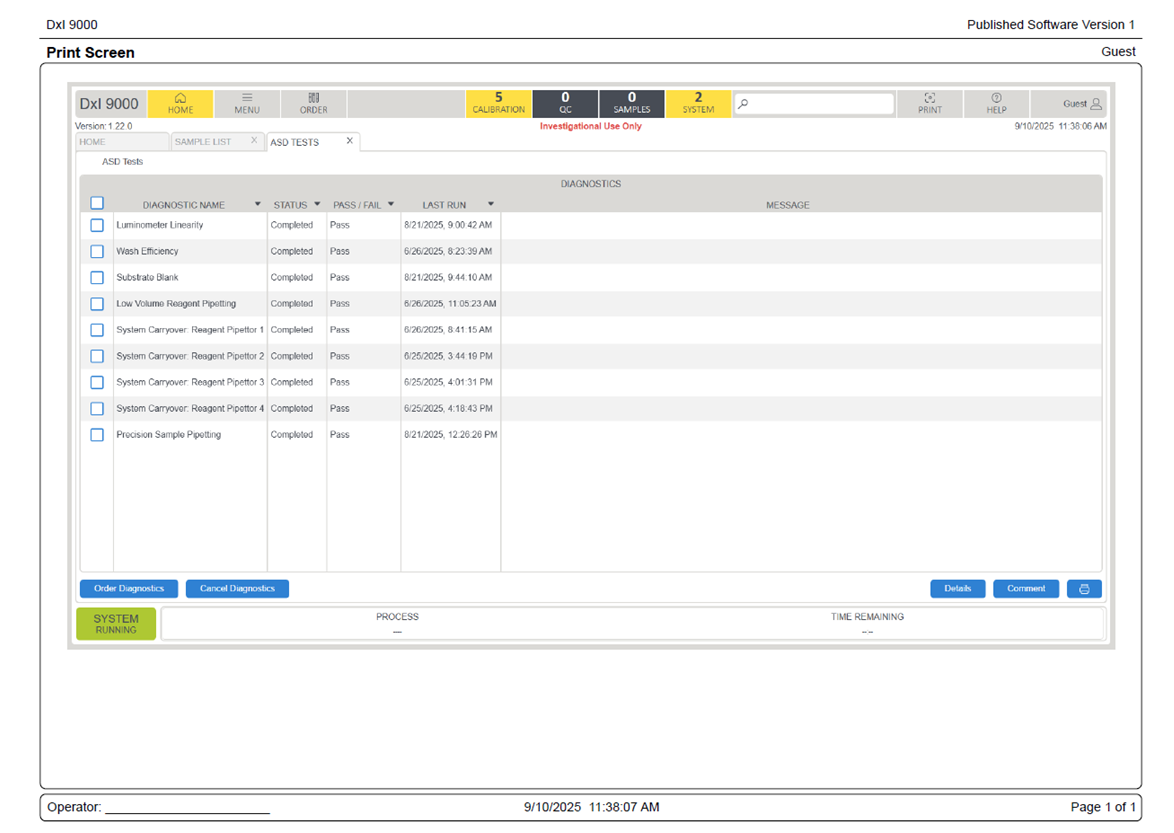 DxI 9000 Published Software Version 1
Print Screen Guest
DxI 9000 HOME MENU ORDER 5 CALIBRATION 0 QC 0 SAMPLES 2 SYSTEM PRINT HELP Guest
Version:1.22.0 Investigational Use Only 9/10/2025 11:38:06 AM
HOME SAMPLE LIST X ASD TESTS X
ASD Tests
DIAGNOSTICS
DIAGNOSTIC NAME STATUS PASS / FAIL LAST RUN MESSAGE
Luminometer Linearity Completed Pass 8/21/2025, 9:00:42 AM
Wash Efficiency Completed Pass 6/26/2025, 8:23:39 AM
Substrate Blank Completed Pass 8/21/2025, 9:44:10 AM
Low Volume Reagent Pipetting Completed Pass 6/26/2025, 11:05:23 AM
System Carryover: Reagent Pipettor 1 Completed Pass 6/26/2025, 8:41:15 AM
System Carryover: Reagent Pipettor 2 Completed Pass 6/25/2025, 3:44:19 PM
System Carryover: Reagent Pipettor 3 Completed Pass 6/25/2025, 4:01:31 PM
System Carryover: Reagent Pipettor 4 Completed Pass 6/25/2025, 4:18:43 PM
Precision Sample Pipetting Completed Pass 8/21/2025, 12:26:26 PM
Order Diagnostics Cancel Diagnostics Details Comment
SYSTEM RUNNING PROCESS TIME REMAINING
--- --:--
Operator: ____________________ 9/10/2025 11:38:07 AM Page 1 of 1